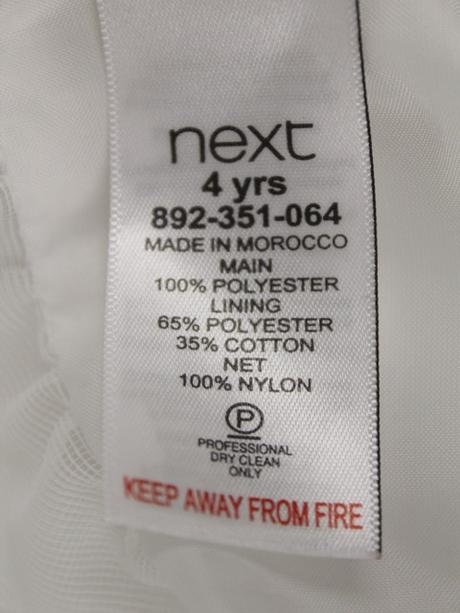 next
4 yrs
892-351-064
MADE IN MOROCCO
MAIN
100% POLYESTER
LINING
65% POLYESTER
35% COTTON
NET
100% NYLON
P
PROFESSIONAL
DRY CLEAN
ONLY
KEEP AWAY FROM FIRE